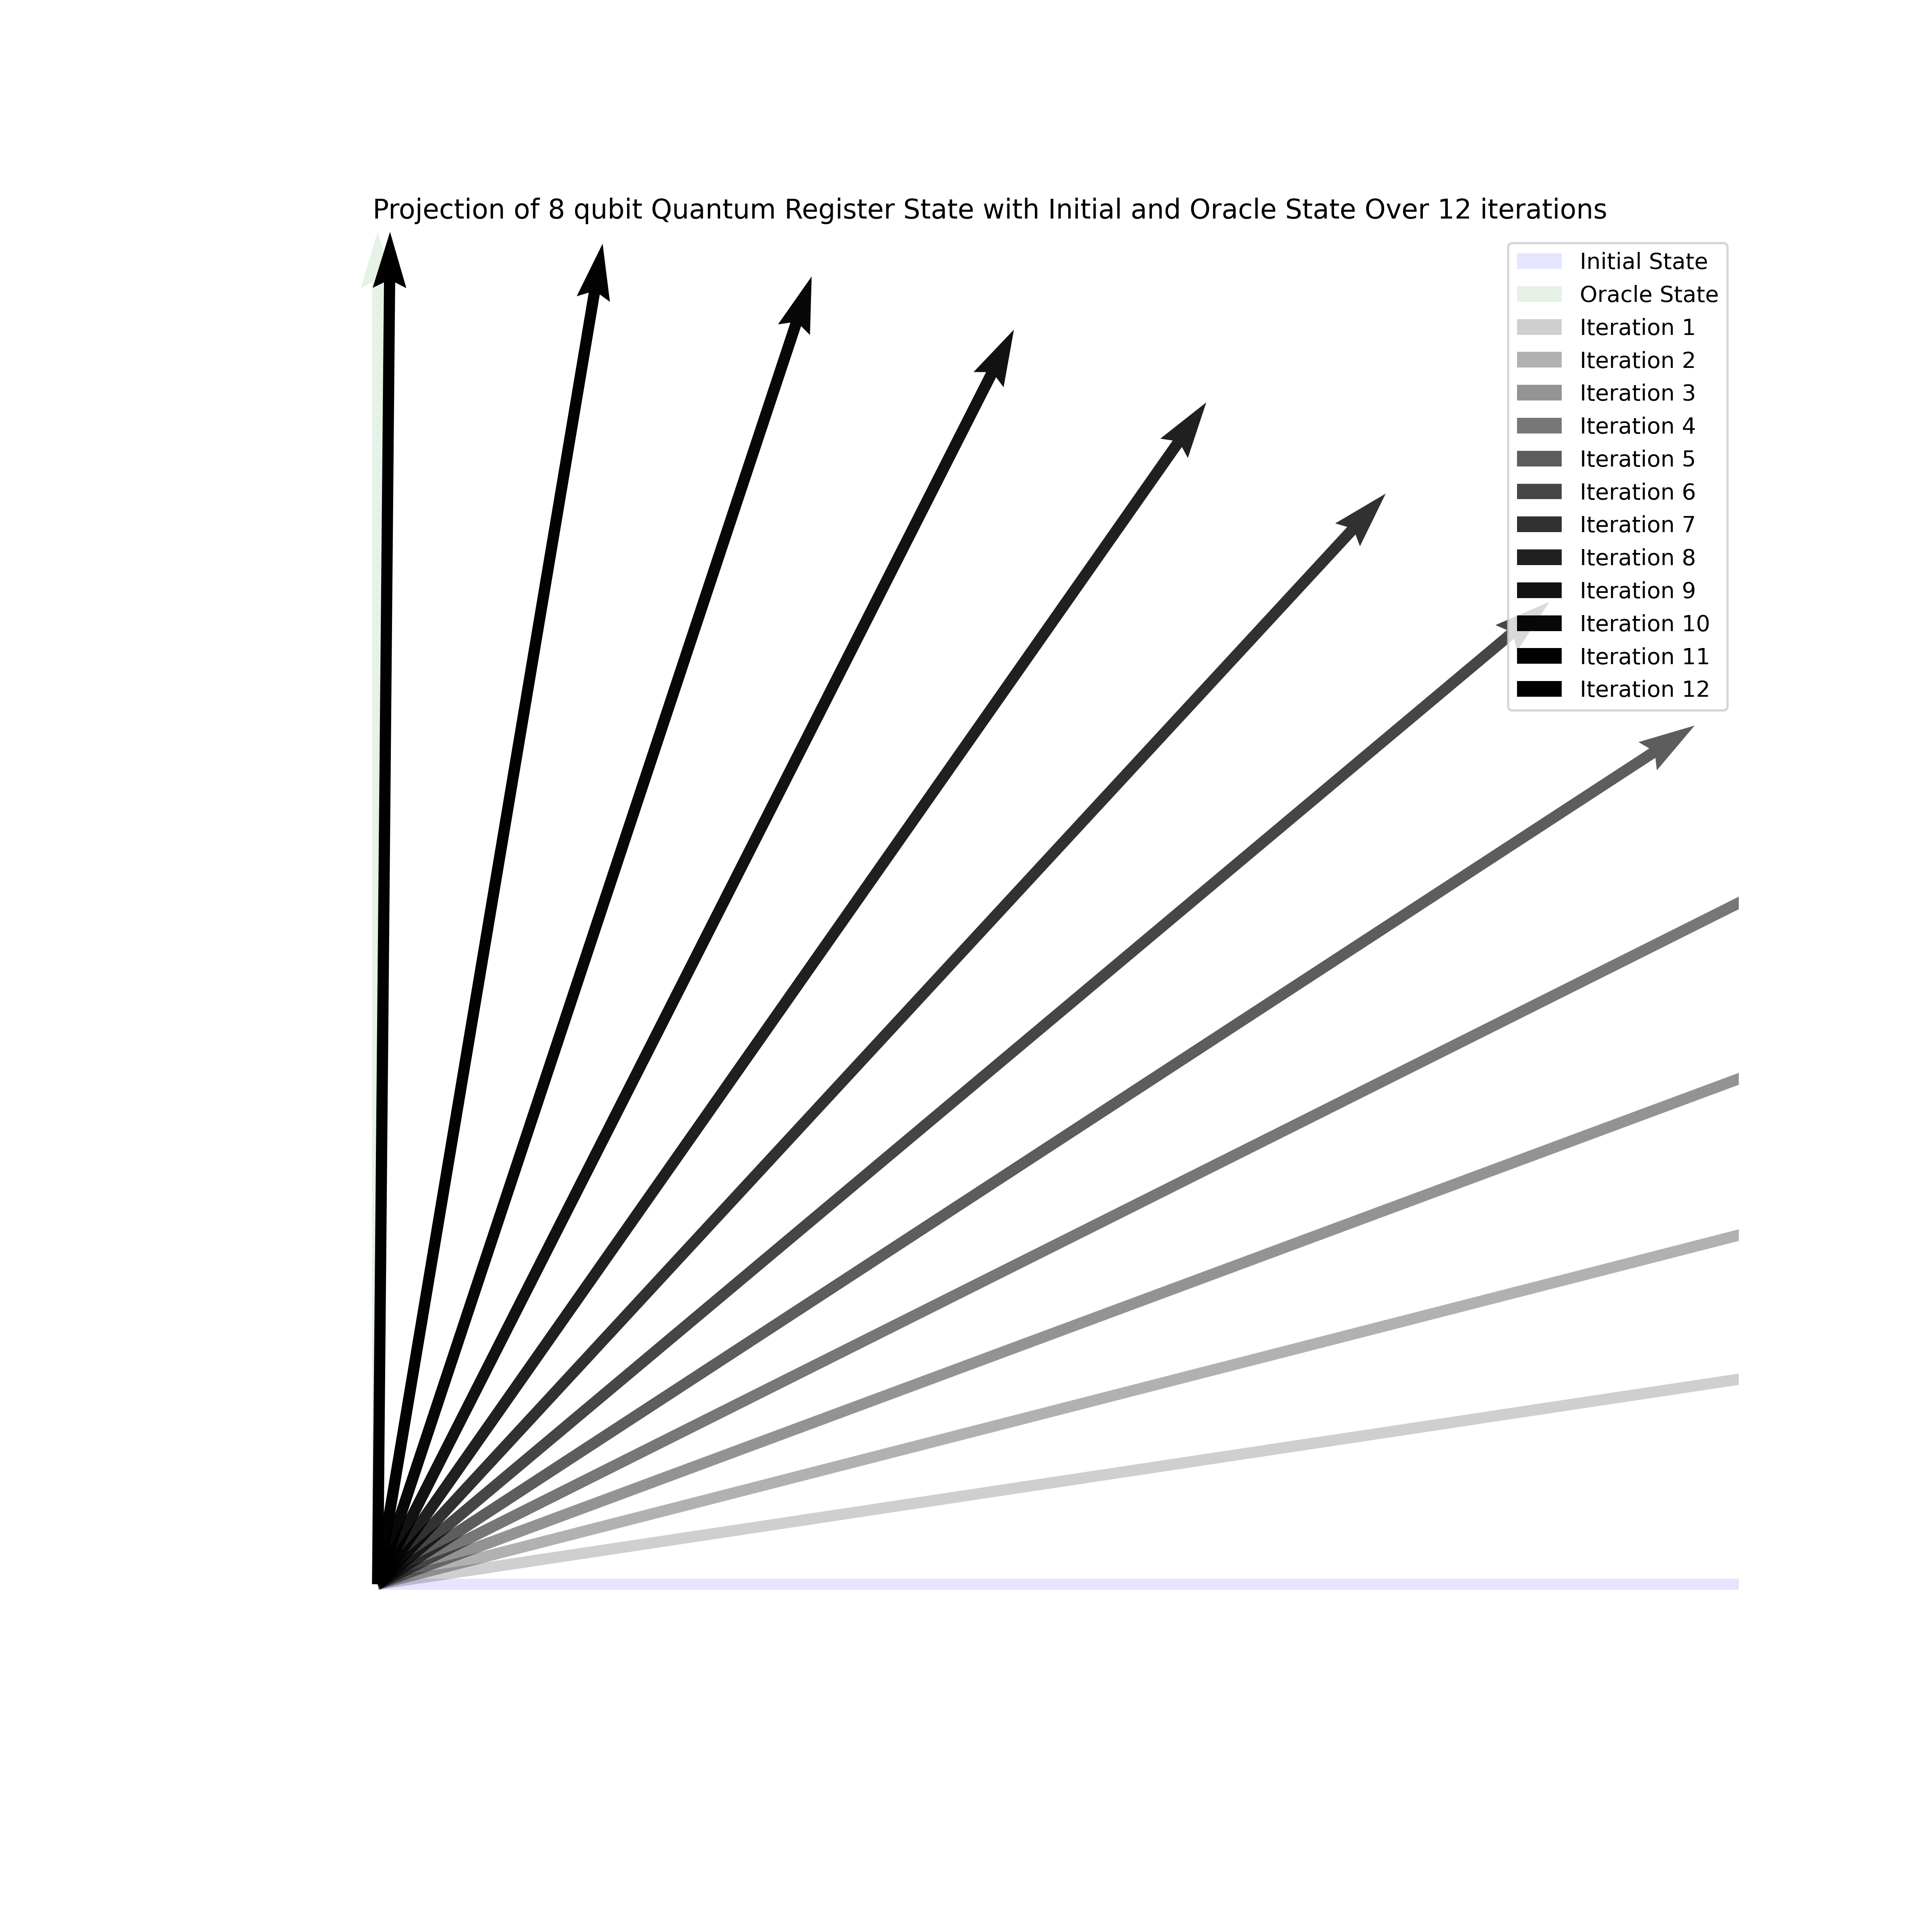 Projection of 8 qubit Quantum Register State with Initial and Oracle State Over 12 iterations
Initial State
Oracle State
Iteration 1
Iteration 2
Iteration 3
Iteration 4
Iteration 5
Iteration 6
Iteration 7
Iteration 8
Iteration 9
Iteration 10
Iteration 11
Iteration 12